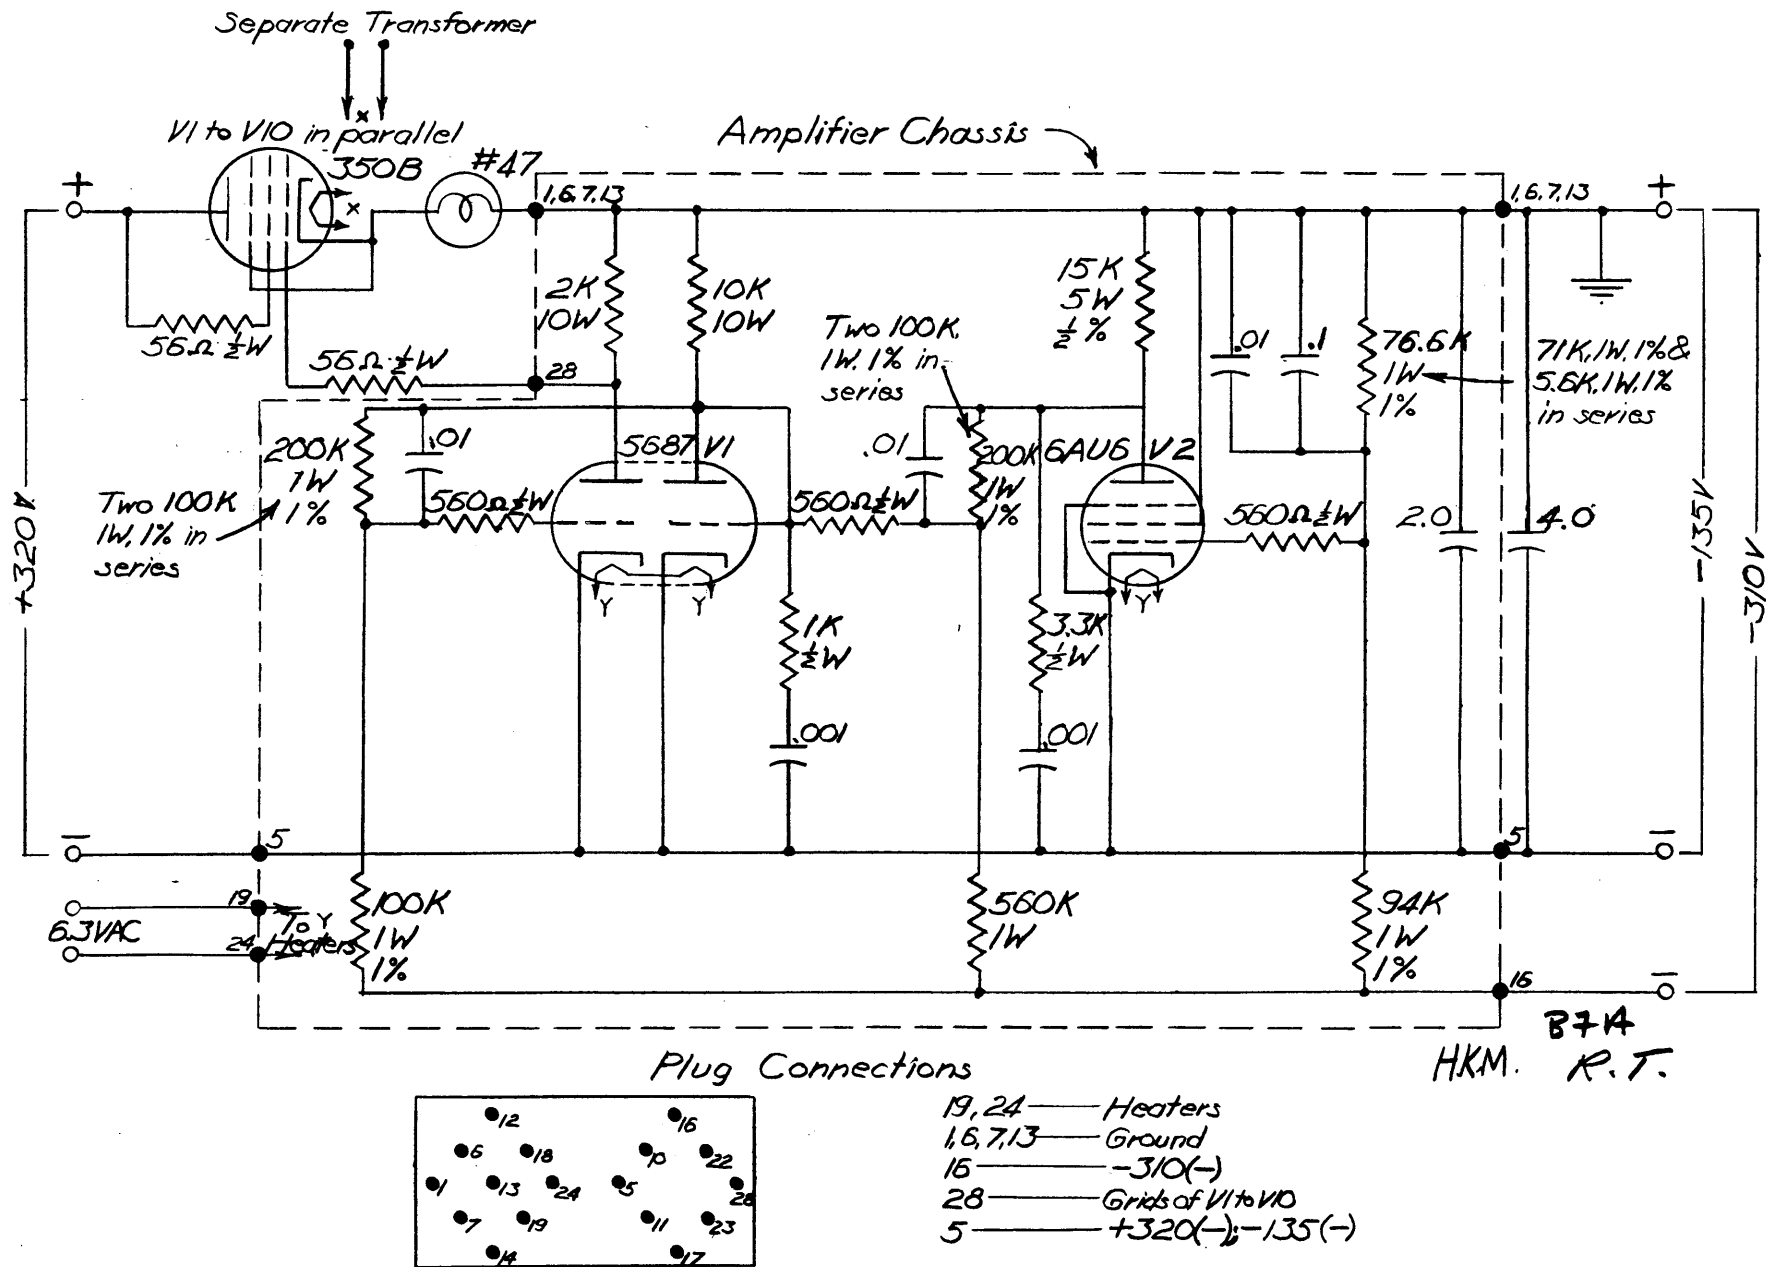 Separate Transformer
x
V1 to V10 in parallel
350B
#47
Amplifier Chassis
+
x
1,6,7,13
1,6,7,13
+
2K
10W
10K
10W
15K
5W
½%
.01
.1
76.6K
1W
1%
71K,1W,1% &
5.6K,1W,1%
in series
56Ω ½W
56Ω ½W
28
Two 100K,
1W, 1% in
series
200K
1W
1%
.01
5687 V1
.01
200K
1W
1%
6AU6 V2
Two 100K
1W, 1% in
series
560Ω ½W
560Ω ½W
560Ω ½W
2.0
4.0
+320V
-135V
-310V
Y
Y
Y
1K
½W
3.3K
½W
.001
.001
—
5
5
—
19
To Y
Heaters
6.3VAC
24
100K
1W
1%
560K
1W
94K
1W
1%
16
—
B71A
H.K.M.
R.T.
Plug Connections
12
16
6
18
10
22
1
13
24
5
28
7
19
11
23
14
17
19,24 — Heaters
1,6,7,13 — Ground
16 — -310(-)
28 — Grids of V1 to V10
5 — +320(-);-135(-)